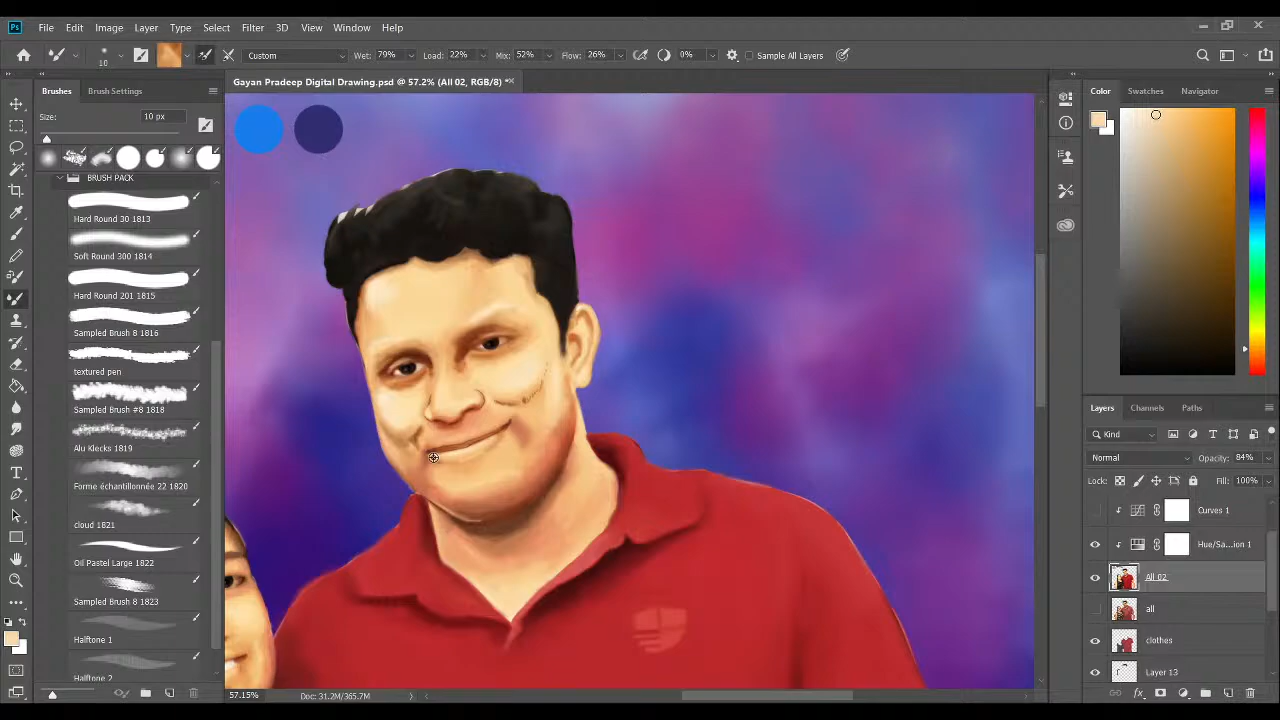 Ps File Edit Image Layer Type Select Filter 3D View Window Help
10 Custom Wet: 79% Load: 22% Mix: 52% Flow: 26% 0% Sample All Layers
Brushes Brush Settings
Gayan Pradeep Digital Drawing.psd @ 57.2% (All 02, RGB/8) *
Color Swatches Navigator
Size: 10 px
BRUSH PACK
Hard Round 30 1813
Soft Round 300 1814
Hard Round 201 1815
Sampled Brush 8 1816
textured pen
Sampled Brush #8 1818
Alu Klecks 1819
Forme échantillonnée 22 1820
cloud 1821
Oil Pastel Large 1822
Sampled Brush 8 1823
Halftone 1
Halftone 2
Layers Channels Paths
Kind
Normal Opacity: 84%
Lock: Fill: 100%
Curves 1
Hue/Sa...ion 1
All 02
all
clothes
Layer 13
57.15% Doc: 31.2M/365.7M